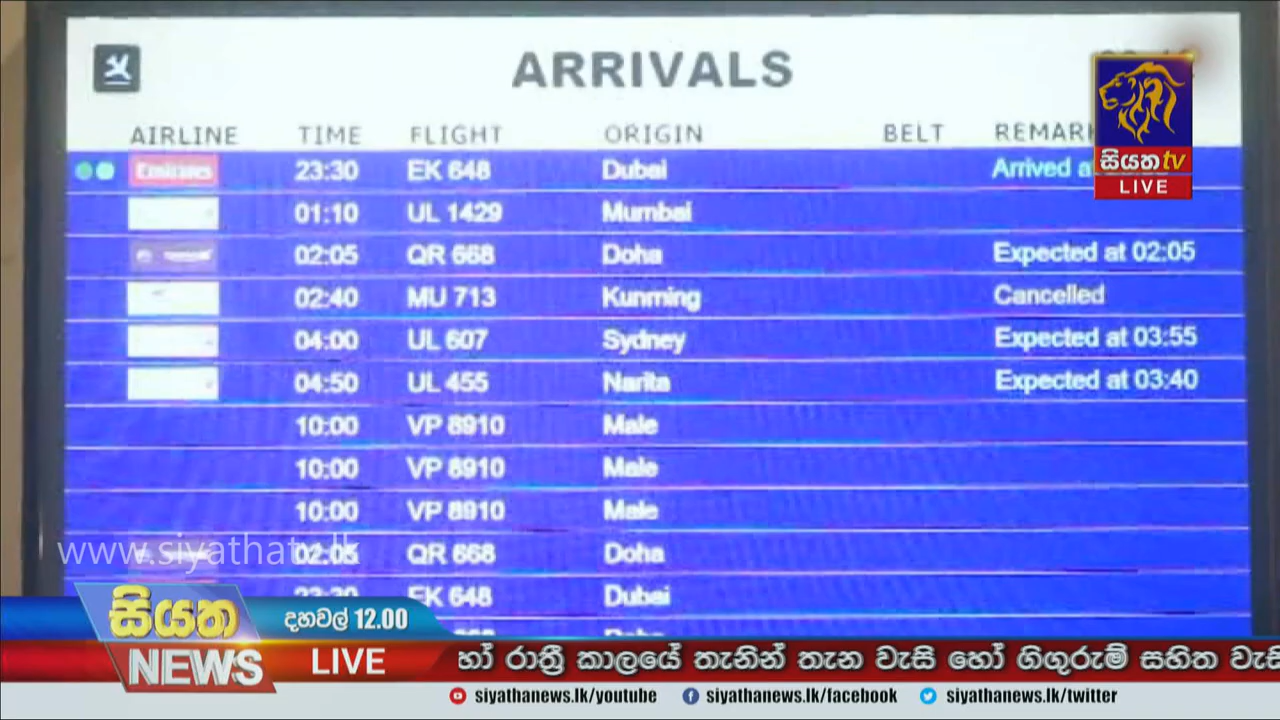 ARRIVALS
AIRLINE TIME FLIGHT ORIGIN BELT REMARK
Emirates 23:30 EK 648 Dubai Arrived
01:10 UL 1429 Mumbai
02:05 QR 668 Doha Expected at 02:05
02:40 MU 713 Kunming Cancelled
04:00 UL 607 Sydney Expected at 03:55
04:50 UL 455 Narita Expected at 03:40
10:00 VP 8910 Male
10:00 VP 8910 Male
10:00 VP 8910 Male
02:05 QR 668 Doha
23:30 EK 648 Dubai
Doha
සියත tv
LIVE
www.siyathatv.lk
සියත
NEWS
දහවල් 12.00
LIVE
හෝ රාත්‍රී කාලයේ තැනින් තැන වැසි හෝ ගිගුරුම් සහිත වැසි
siyathanews.lk/youtube siyathanews.lk/facebook siyathanews.lk/twitter